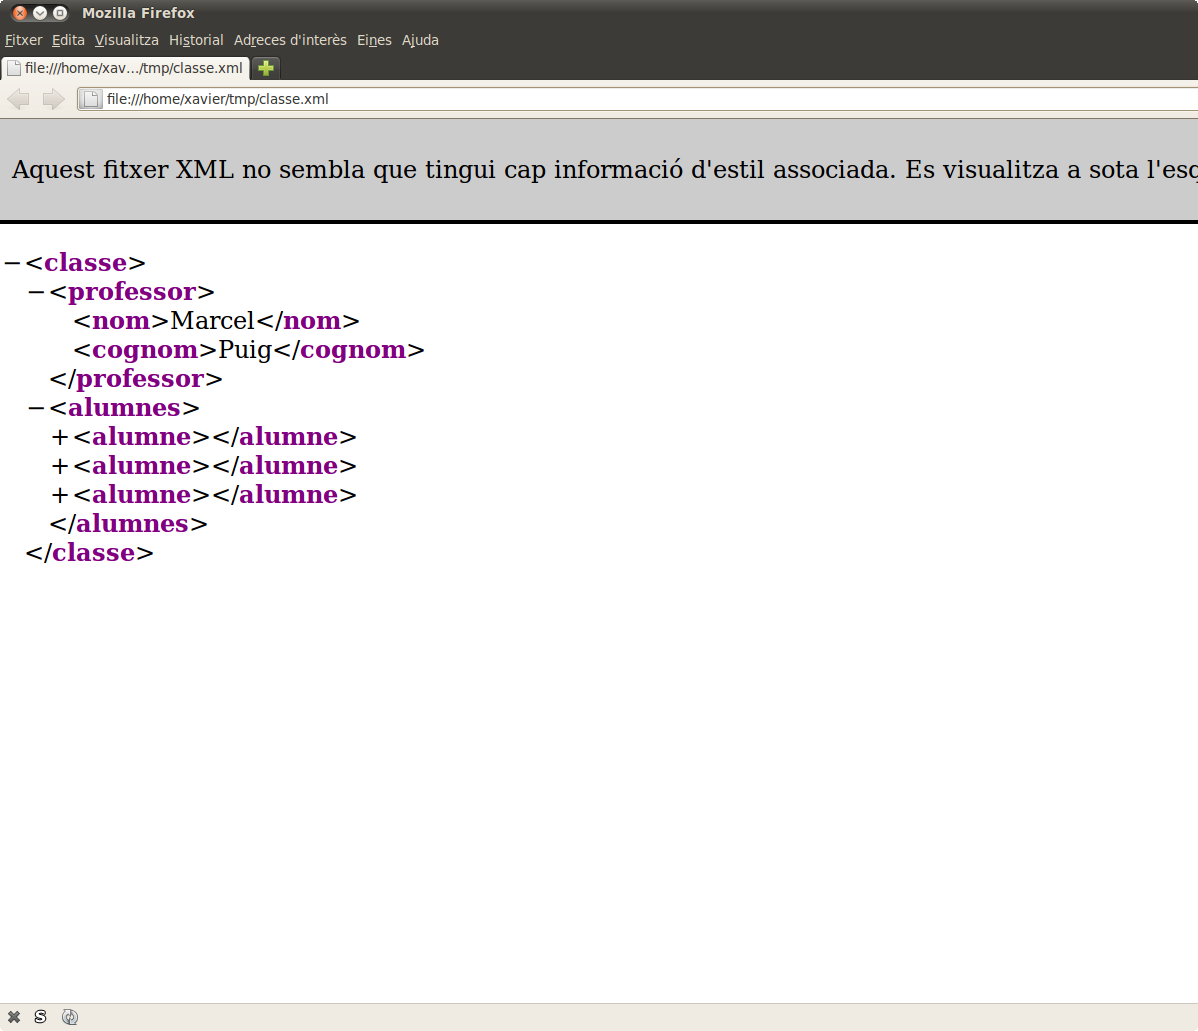 Mozilla Firefox
Fitxer Edita Visualitza Historial Adreces d'interès Eines Ajuda
file:///home/xav.../tmp/classe.xml
file:///home/xavier/tmp/classe.xml
Aquest fitxer XML no sembla que tingui cap informació d'estil associada. Es visualitza a sota
−<classe>
−<professor>
<nom>Marcel</nom>
<cognom>Puig</cognom>
</professor>
−<alumnes>
+<alumne></alumne>
+<alumne></alumne>
+<alumne></alumne>
</alumnes>
</classe>
S